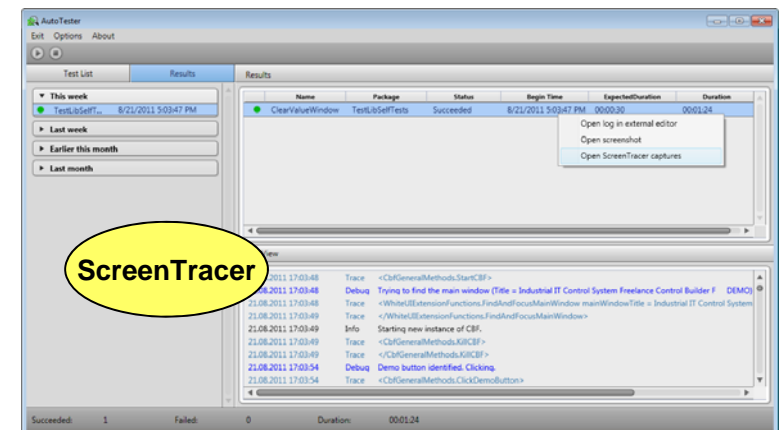 AutoTester
Exit Options About
Test List Results Results
This week
TestLibSelfT... 8/21/2011 5:03:47 PM
Last week
Earlier this month
Last month
Name Package Status Begin Time ExpectedDuration Duration
ClearValueWindow TestLibSelfTests Succeeded 8/21/2011 5:03:47 PM 00:00:30 00:01:24
Open log in external editor
Open screenshot
Open ScreenTracer captures
ScreenTracer
21.08.2011 17:03:48 Trace <CbfGeneralMethods.StartCBF>
21.08.2011 17:03:48 Debug Trying to find the main window (Title = Industrial IT Control System Freelance Control Builder F DEMO)
21.08.2011 17:03:48 Trace <WhiteUIExtensionFunctions.FindAndFocusMainWindow mainWindowTitle = Industrial IT Control System
21.08.2011 17:03:49 Trace </WhiteUIExtensionFunctions.FindAndFocusMainWindow>
21.08.2011 17:03:49 Info Starting new instance of CBF.
21.08.2011 17:03:49 Trace <CbfGeneralMethods.KillCBF>
21.08.2011 17:03:49 Trace </CbfGeneralMethods.KillCBF>
21.08.2011 17:03:54 Debug Demo button identified. Clicking.
21.08.2011 17:03:54 Trace <CbfGeneralMethods.ClickDemoButton>
Succeeded: 1 Failed: 0 Duration: 00:01:24